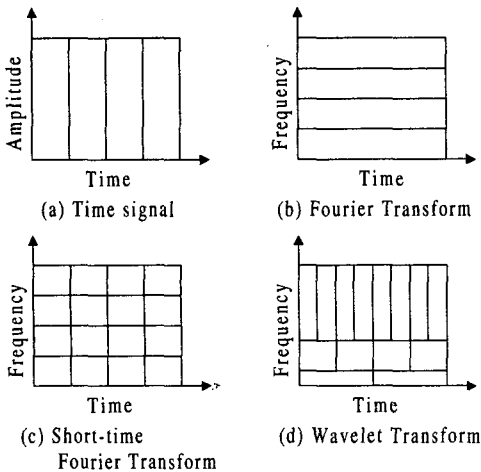 Amplitude
Time
(a) Time signal
Frequency
Time
(b) Fourier Transform
Frequency
Time
(c) Short-time
Fourier Transform
Frequency
Time
(d) Wavelet Transform